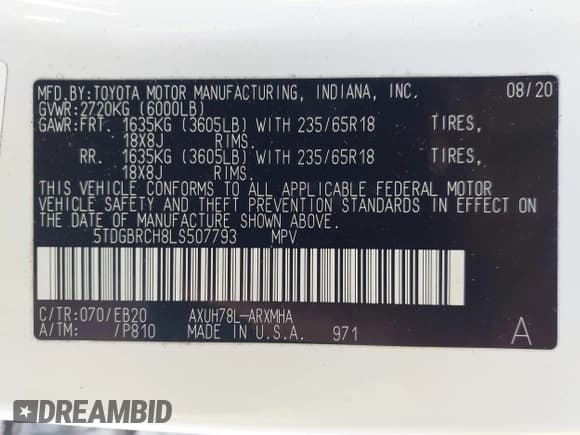 MFD.BY:TOYOTA MOTOR MANUFACTURING, INDIANA, INC. 08/20
GVWR:2720KG (6000LB)
GAWR:FRT. 1635KG (3605LB) WITH 235/65R18 TIRES,
18X8J RIMS.
RR. 1635KG (3605LB) WITH 235/65R18 TIRES,
18X8J RIMS.
THIS VEHICLE CONFORMS TO ALL APPLICABLE FEDERAL MOTOR
VEHICLE SAFETY AND THEFT PREVENTION STANDARDS IN EFFECT ON
THE DATE OF MANUFACTURE SHOWN ABOVE.
5TDGBRCH8LS507793 MPV
C/TR:070/EB20 AXUH78L-ARXMHA
A/TM: /P810 MADE IN U.S.A. 971 A
DREAMBID